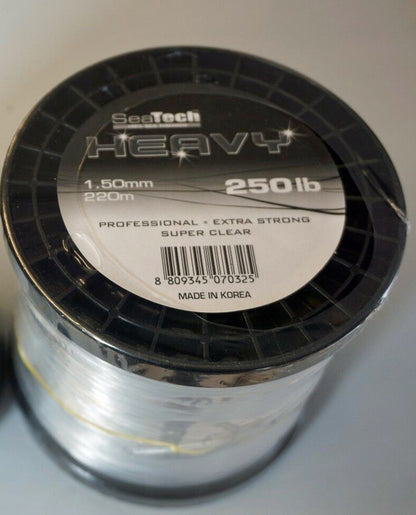 SeaTech
HEAVY
1.50mm
220m
250lb
PROFESSIONAL • EXTRA STRONG
SUPER CLEAR
8 809345 070325
MADE IN KOREA